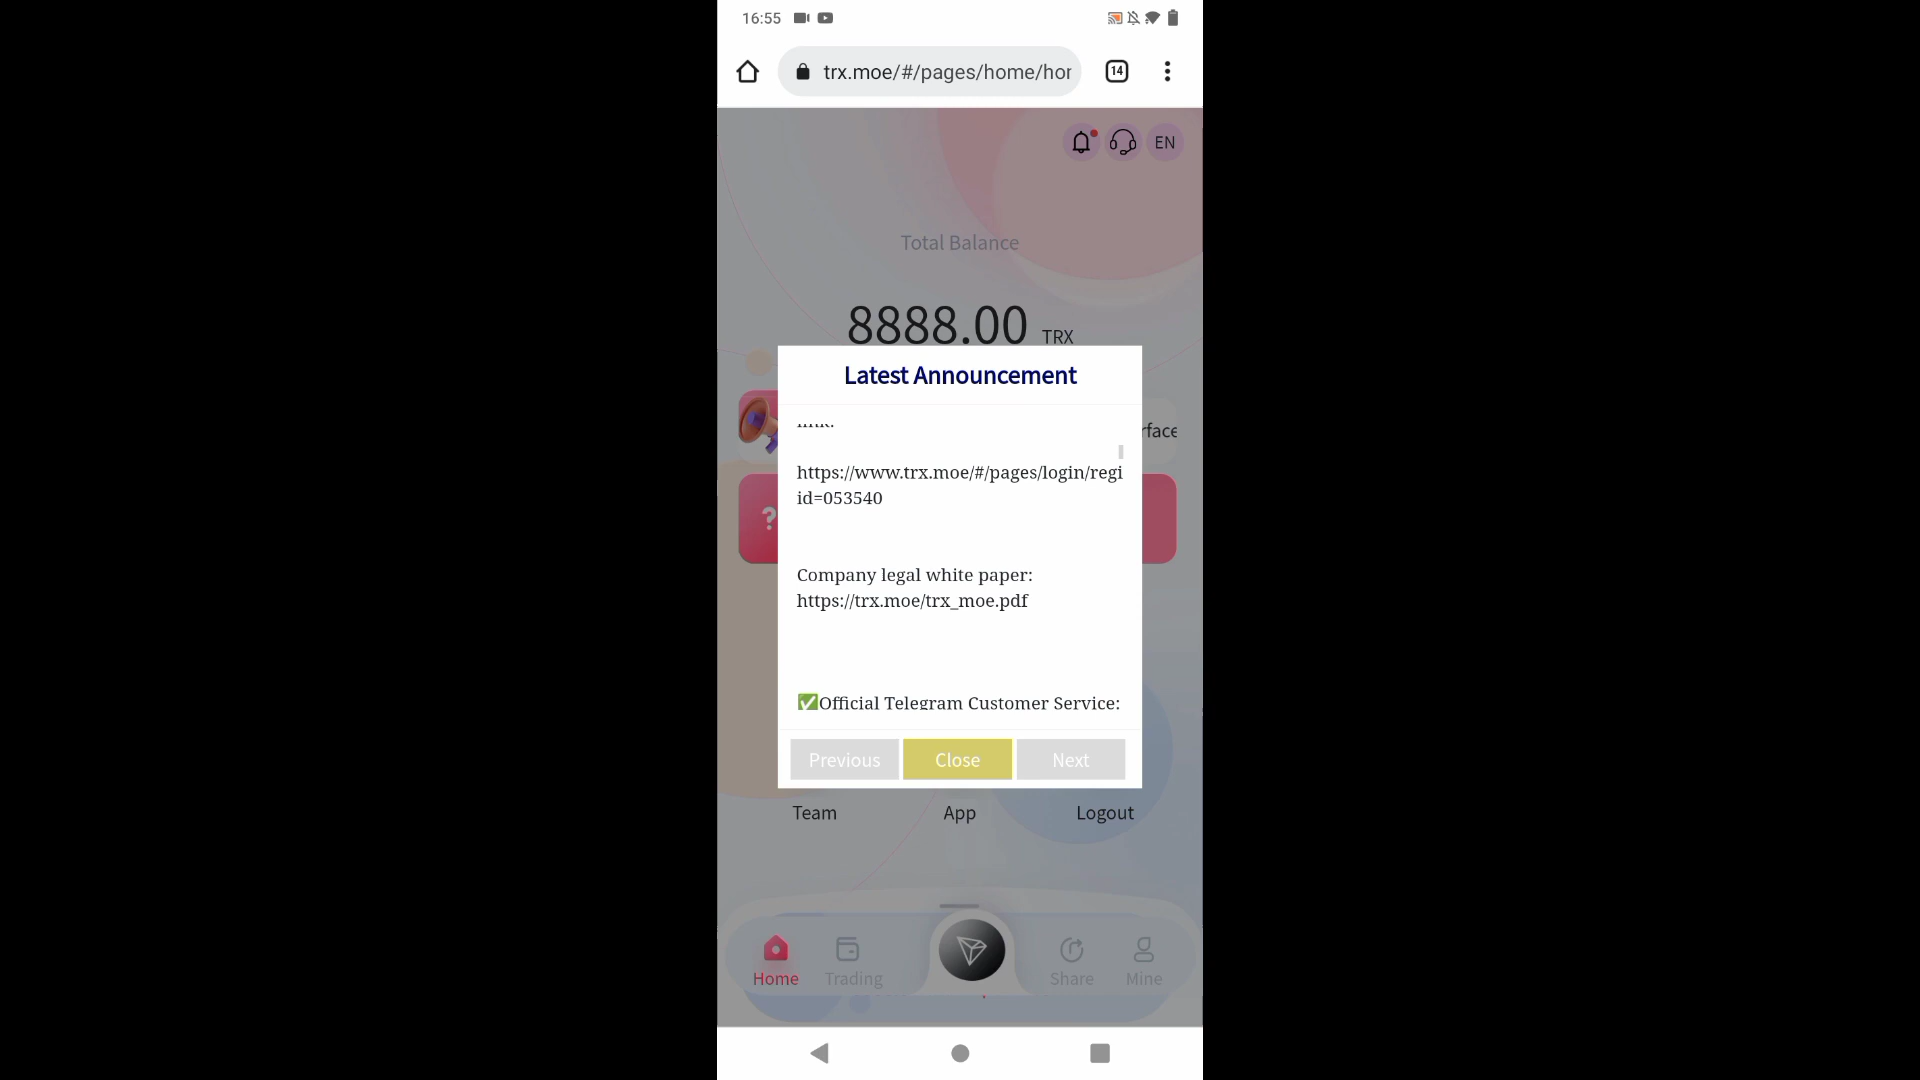 16:55
trx.moe/#/pages/home/hor
14
EN
Total Balance
8888.00 TRX
Latest Announcement
rface
https://www.trx.moe/#/pages/login/regi
id=053540
?
Company legal white paper:
https://trx.moe/trx_moe.pdf
✅Official Telegram Customer Service:
Previous Close Next
Team App Logout
Home Trading Share Mine